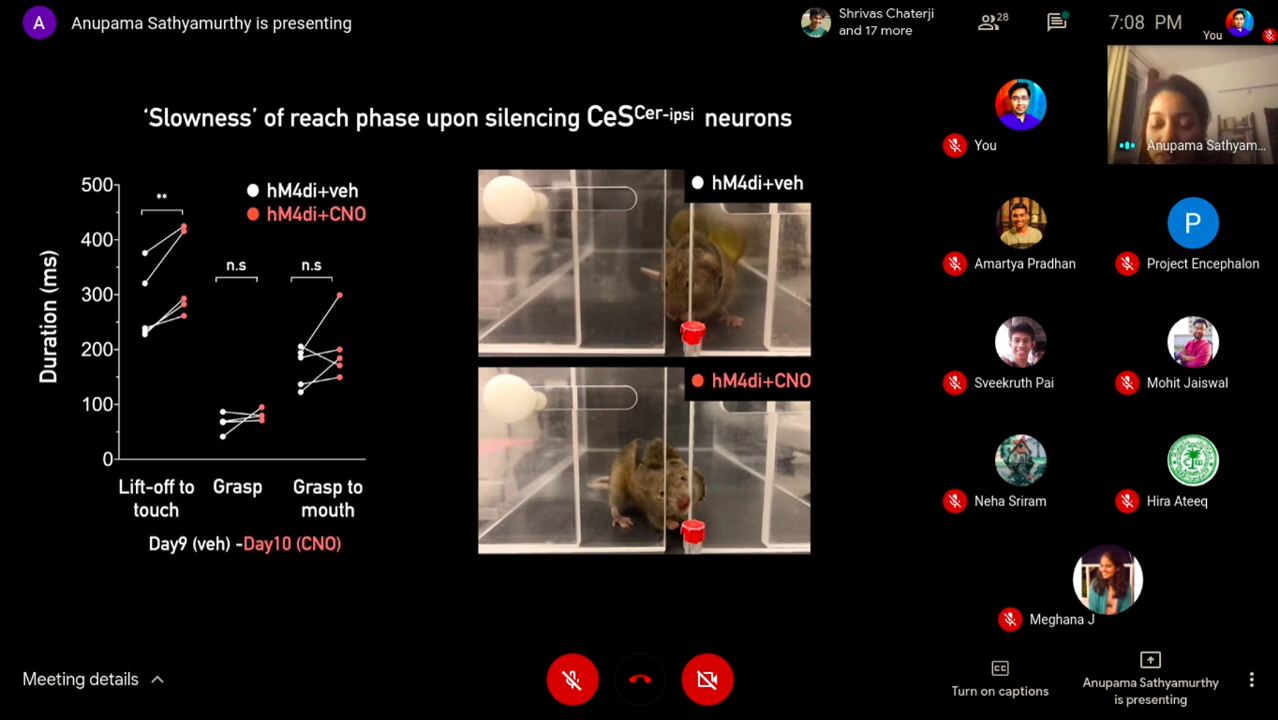 A
Anupama Sathyamurthy is presenting
Shrivas Chaterji
and 17 more
28
7:08 PM
You
'Slowness' of reach phase upon silencing CeSCer-ipsi neurons
500
400
300
200
100
0
Duration (ms)
**
n.s
n.s
hM4di+veh
hM4di+CNO
Lift-off to
touch
Grasp
Grasp to
mouth
Day9 (veh) -Day10 (CNO)
hM4di+veh
hM4di+CNO
You
Anupama Sathyam...
Amartya Pradhan
P
Project Encephalon
Sveekruth Pai
Mohit Jaiswal
Neha Sriram
Hira Ateeq
Meghana J
Meeting details
CC
Turn on captions
Anupama Sathyamurthy
is presenting